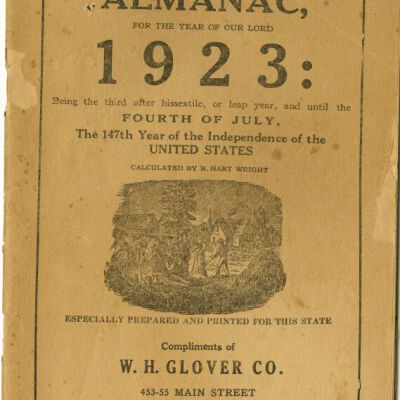 ALMANAC,
FOR THE YEAR OF OUR LORD
1923:
Being the third after bissextile, or leap year, and until the
FOURTH OF JULY,
The 147th Year of the Independence of the
UNITED STATES
CALCULATED BY B. HART WRIGHT
ESPECIALLY PREPARED AND PRINTED FOR THIS STATE
Compliments of
W. H. GLOVER CO.
453-55 MAIN STREET